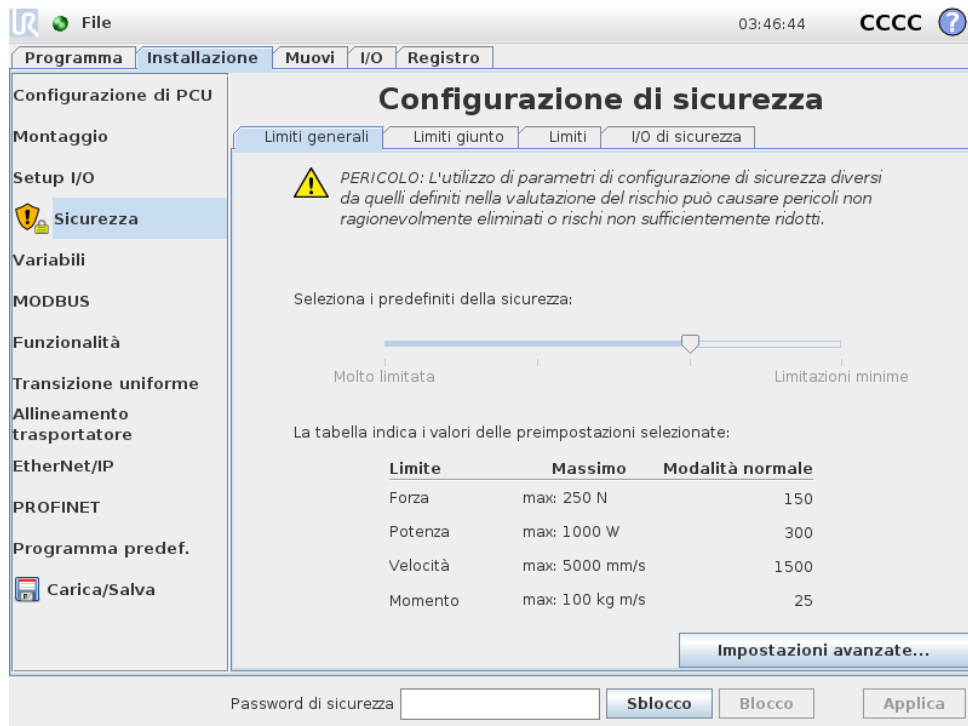 UR File 03:46:44 CCCC ?
Programma Installazione Muovi I/O Registro
Configurazione di PCU
Montaggio
Setup I/O
Sicurezza
Variabili
MODBUS
Funzionalità
Transizione uniforme
Allineamento
trasportatore
EtherNet/IP
PROFINET
Programma predef.
Carica/Salva
Configurazione di sicurezza
Limiti generali Limiti giunto Limiti I/O di sicurezza
PERICOLO: L'utilizzo di parametri di configurazione di sicurezza diversi
da quelli definiti nella valutazione del rischio può causare pericoli non
ragionevolmente eliminati o rischi non sufficientemente ridotti.
Seleziona i predefiniti della sicurezza:
Molto limitata Limitazioni minime
La tabella indica i valori delle preimpostazioni selezionate:
Limite Massimo Modalità normale
Forza max: 250 N 150
Potenza max: 1000 W 300
Velocità max: 5000 mm/s 1500
Momento max: 100 kg m/s 25
Impostazioni avanzate...
Password di sicurezza Sblocco Blocco Applica